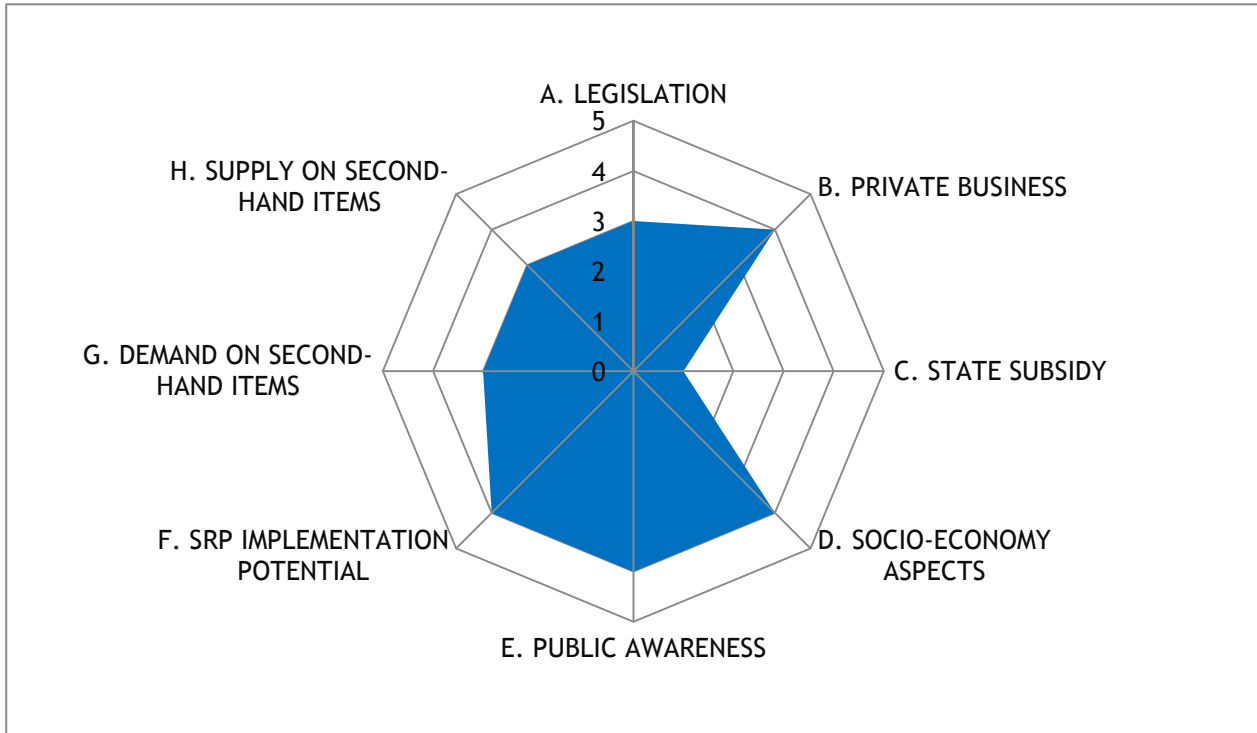 A. LEGISLATION
5
4
3
2
1
0
B. PRIVATE BUSINESS
C. STATE SUBSIDY
D. SOCIO-ECONOMY
ASPECTS
E. PUBLIC AWARENESS
F. SRP IMPLEMENTATION
POTENTIAL
G. DEMAND ON SECOND-
HAND ITEMS
H. SUPPLY ON SECOND-
HAND ITEMS